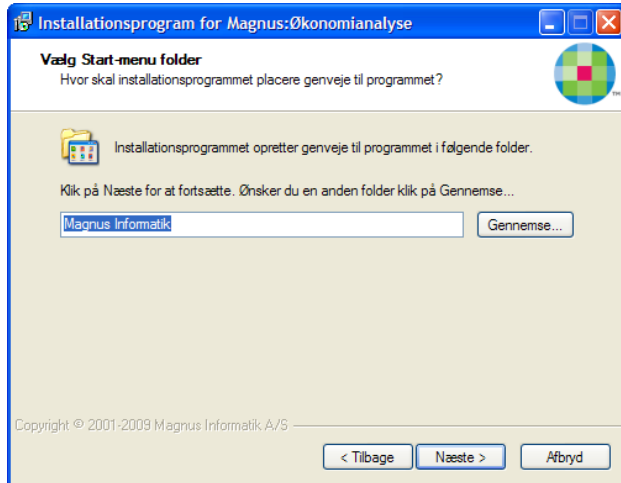 Installationsprogram for Magnus:Økonomianalyse
Vælg Start-menu folder
Hvor skal installationsprogrammet placere genveje til programmet?
TM
Installationsprogrammet opretter genveje til programmet i følgende folder.
Klik på Næste for at fortsætte. Ønsker du en anden folder klik på Gennemse...
Magnus Informatik
Gennemse...
Copyright © 2001-2009 Magnus Informatik A/S
< Tilbage
Næste >
Afbryd